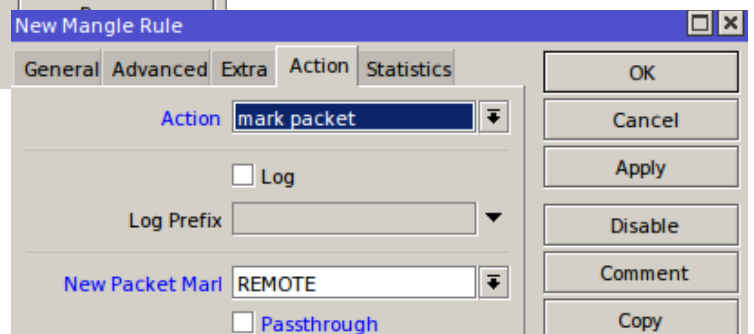 New Mangle Rule
General Advanced Extra Action Statistics
OK
Action mark packet
Cancel
Log
Apply
Log Prefix
Disable
New Packet Marl REMOTE
Comment
Passthrough
Copy